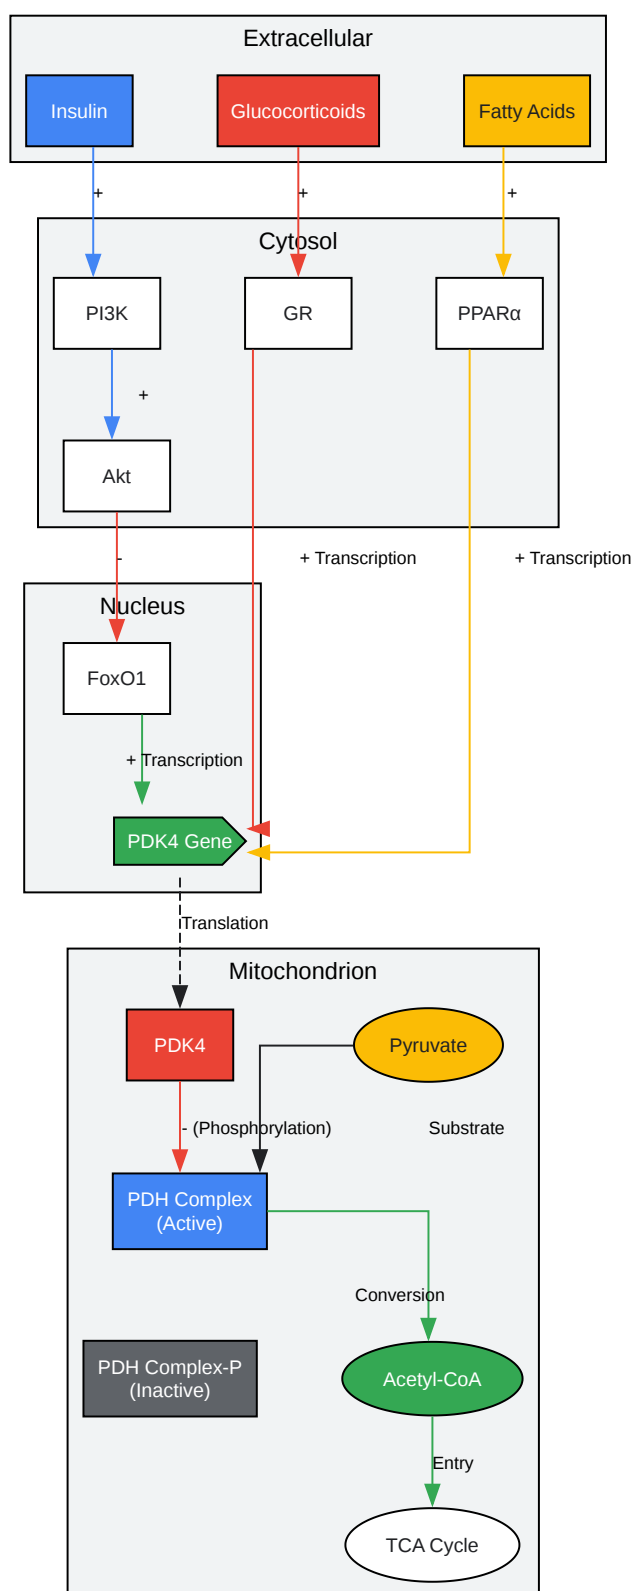 Extracellular
Insulin
Glucocorticoids
Fatty Acids
+
+
+
Cytosol
PI3K
GR
PPARα
+
Akt
-
+ Transcription
+ Transcription
Nucleus
FoxO1
+ Transcription
PDK4 Gene
Translation
Mitochondrion
PDK4
Pyruvate
- (Phosphorylation)
Substrate
PDH Complex
(Active)
Conversion
PDH Complex-P
(Inactive)
Acetyl-CoA
Entry
TCA Cycle